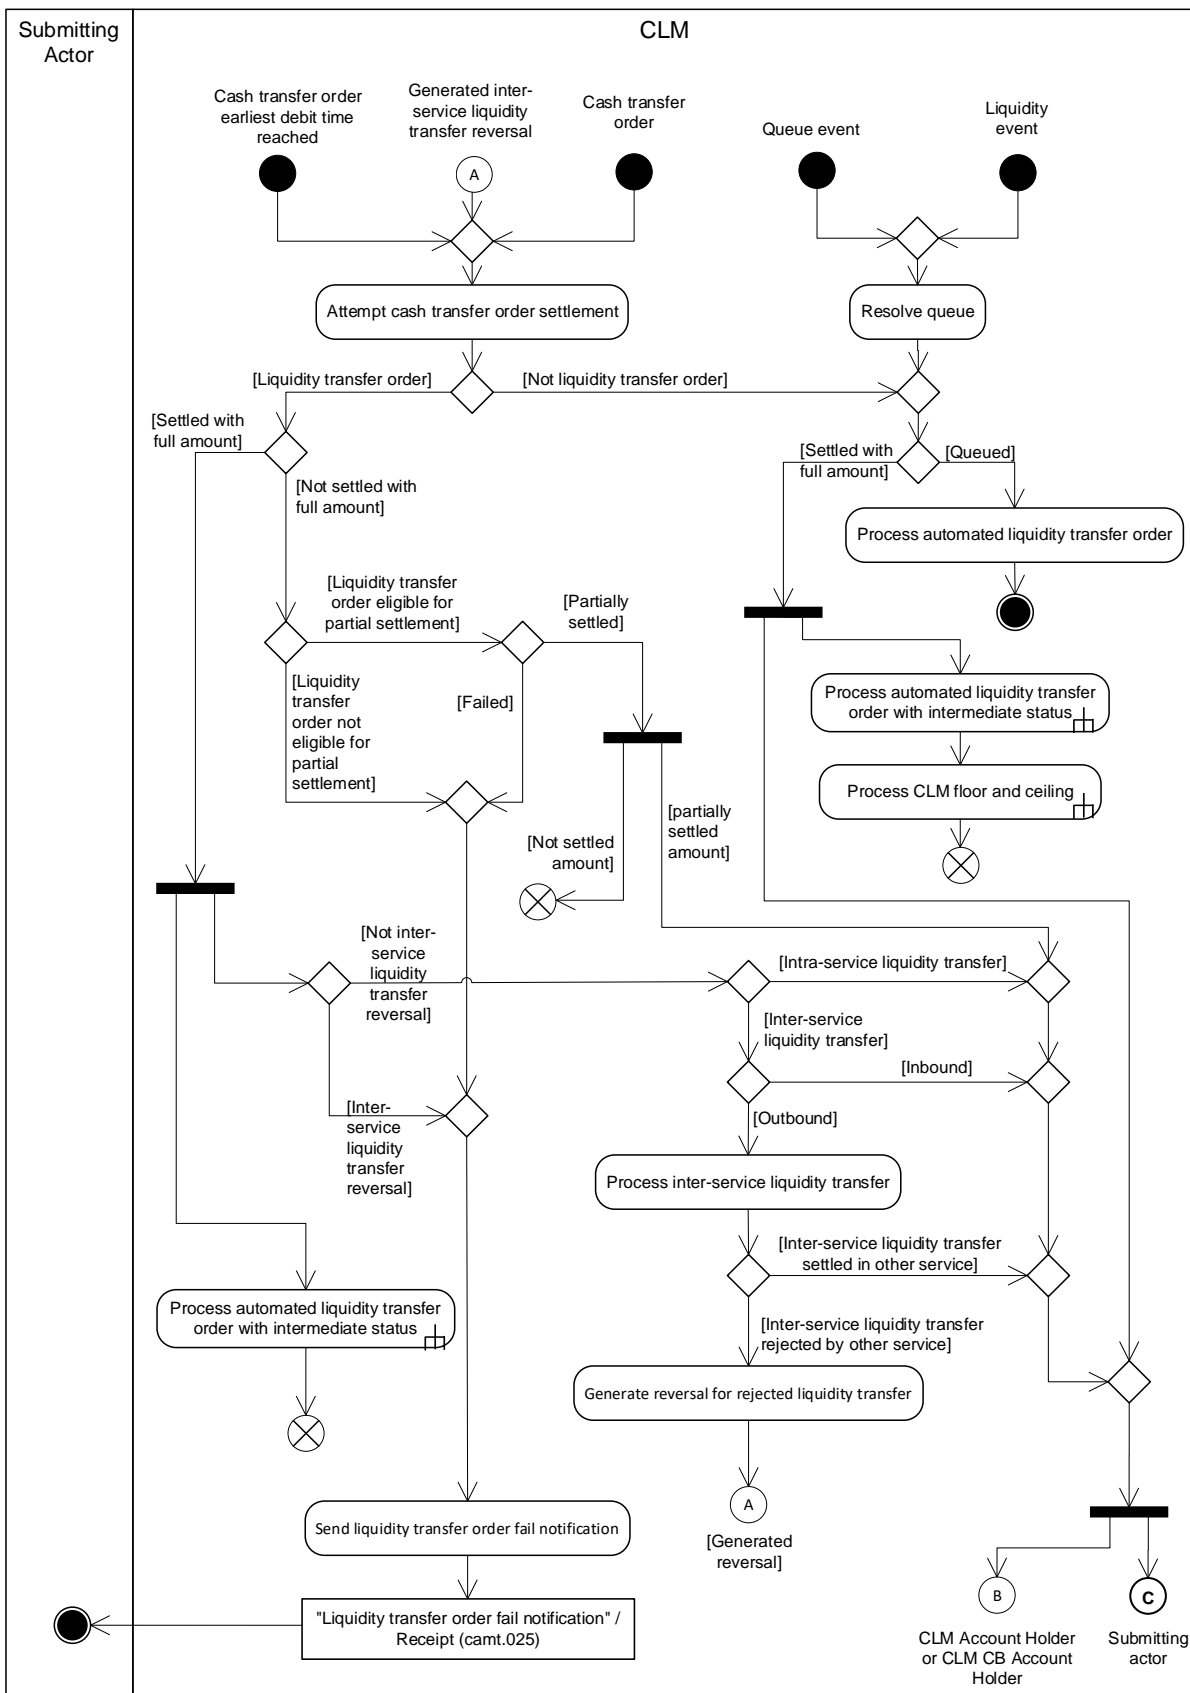 Submitting
Actor
CLM
Cash transfer order
earliest debit time
reached
Generated inter-
service liquidity
transfer reversal
Cash transfer
order
Queue event
Liquidity
event
A
Attempt cash transfer order settlement
Resolve queue
[Liquidity transfer order]
[Not liquidity transfer order]
[Settled with
full amount]
[Not settled with
full amount]
[Settled with
full amount]
[Queued]
Process automated liquidity transfer order
[Liquidity transfer
order eligible for
partial settlement]
[Partially
settled]
[Liquidity
transfer
order not
eligible for
partial
settlement]
[Failed]
Process automated liquidity transfer
order with intermediate status
Process CLM floor and ceiling
[Not settled
amount]
[partially
settled
amount]
[Not inter-
service
liquidity
transfer
reversal]
[Intra-service liquidity transfer]
[Inter-service
liquidity transfer]
[Inbound]
[Inter-
service
liquidity
transfer
reversal]
[Outbound]
Process inter-service liquidity transfer
[Inter-service liquidity transfer
settled in other service]
Process automated liquidity transfer
order with intermediate status
[Inter-service liquidity transfer
rejected by other service]
Generate reversal for rejected liquidity transfer
A
[Generated
reversal]
Send liquidity transfer order fail notification
"Liquidity transfer order fail notification" /
Receipt (camt.025)
B
C
CLM Account Holder
or CLM CB Account
Holder
Submitting
actor